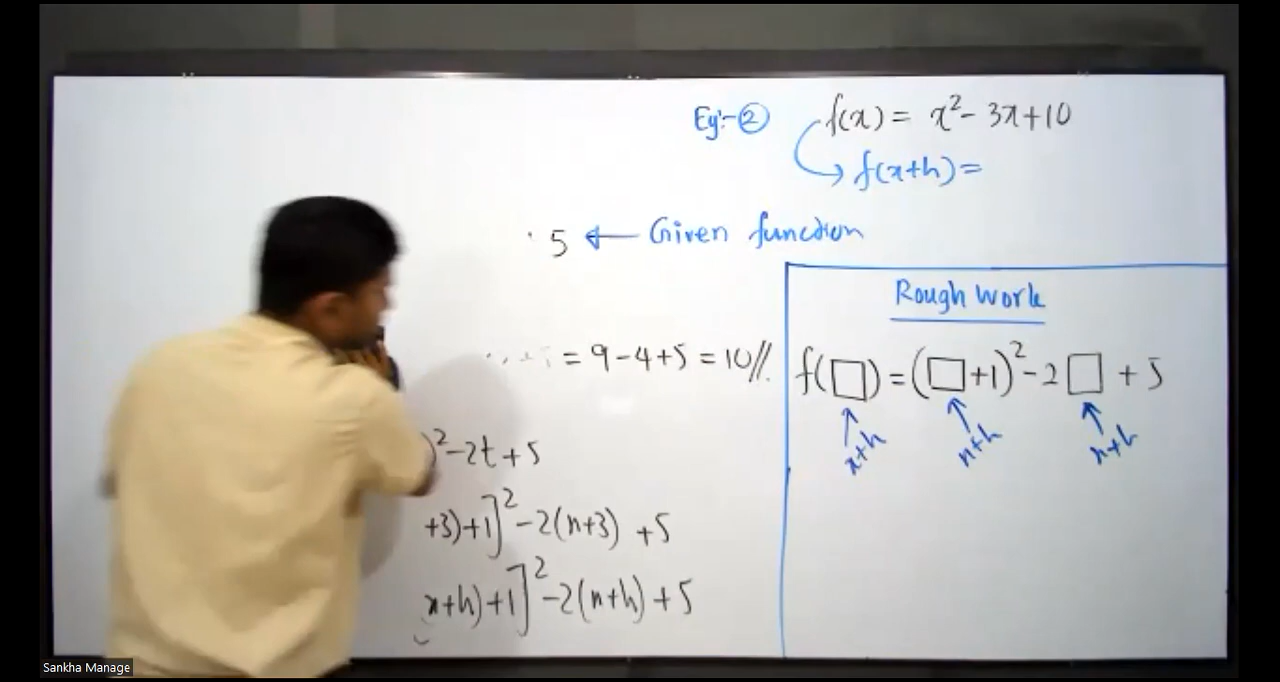 Eg:- ② f(x) = x² - 3x + 10
f(x+h) =
5 ← Given function
Rough Work
= 9 - 4 + 5 = 10//.
f(□) = (□+1)² - 2□ + 5
x+h x+h x+h
)² - 2t + 5
+3)+1]² - 2(x+3) + 5
x+h)+1]² - 2(x+h) + 5
Sankha Manage